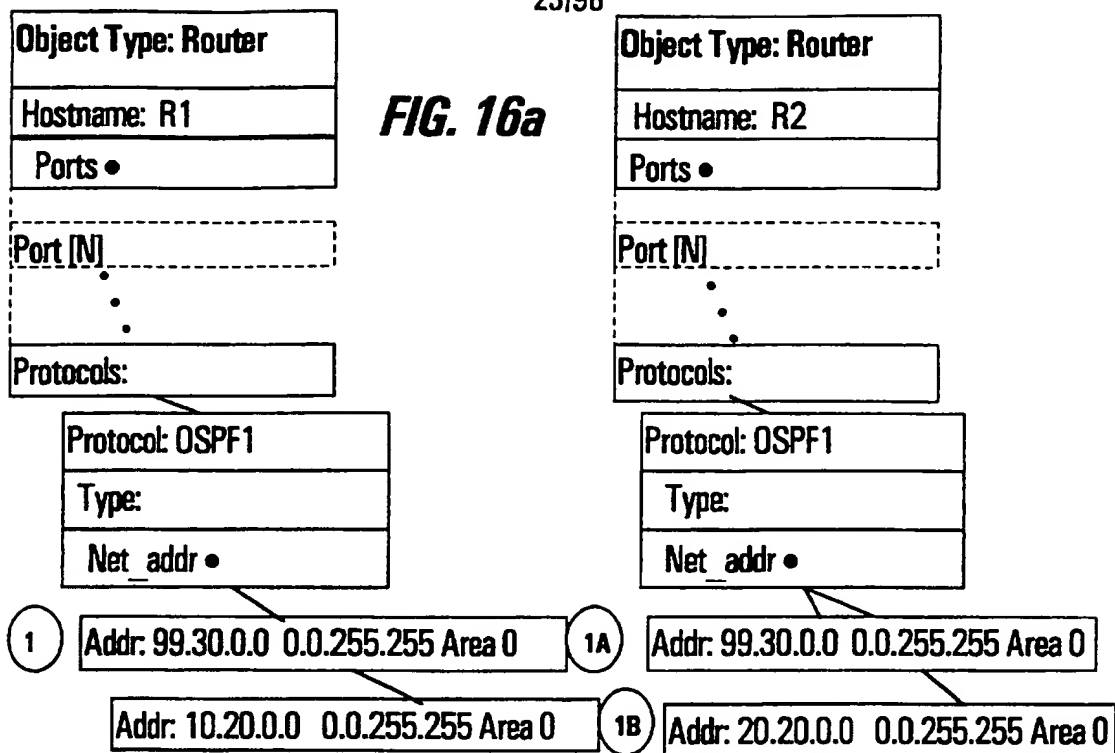 23/98
Object Type: Router
Hostname: R1
Ports
Port [N]
Protocols:
Protocol: OSPF1
Type:
Net_addr
1
Addr: 99.30.0.0 0.0.255.255 Area 0
Addr: 10.20.0.0 0.0.255.255 Area 0
FIG. 16a
Object Type: Router
Hostname: R2
Ports
Port [N]
Protocols:
Protocol: OSPF1
Type:
Net_addr
1A
Addr: 99.30.0.0 0.0.255.255 Area 0
1B
Addr: 20.20.0.0 0.0.255.255 Area 0